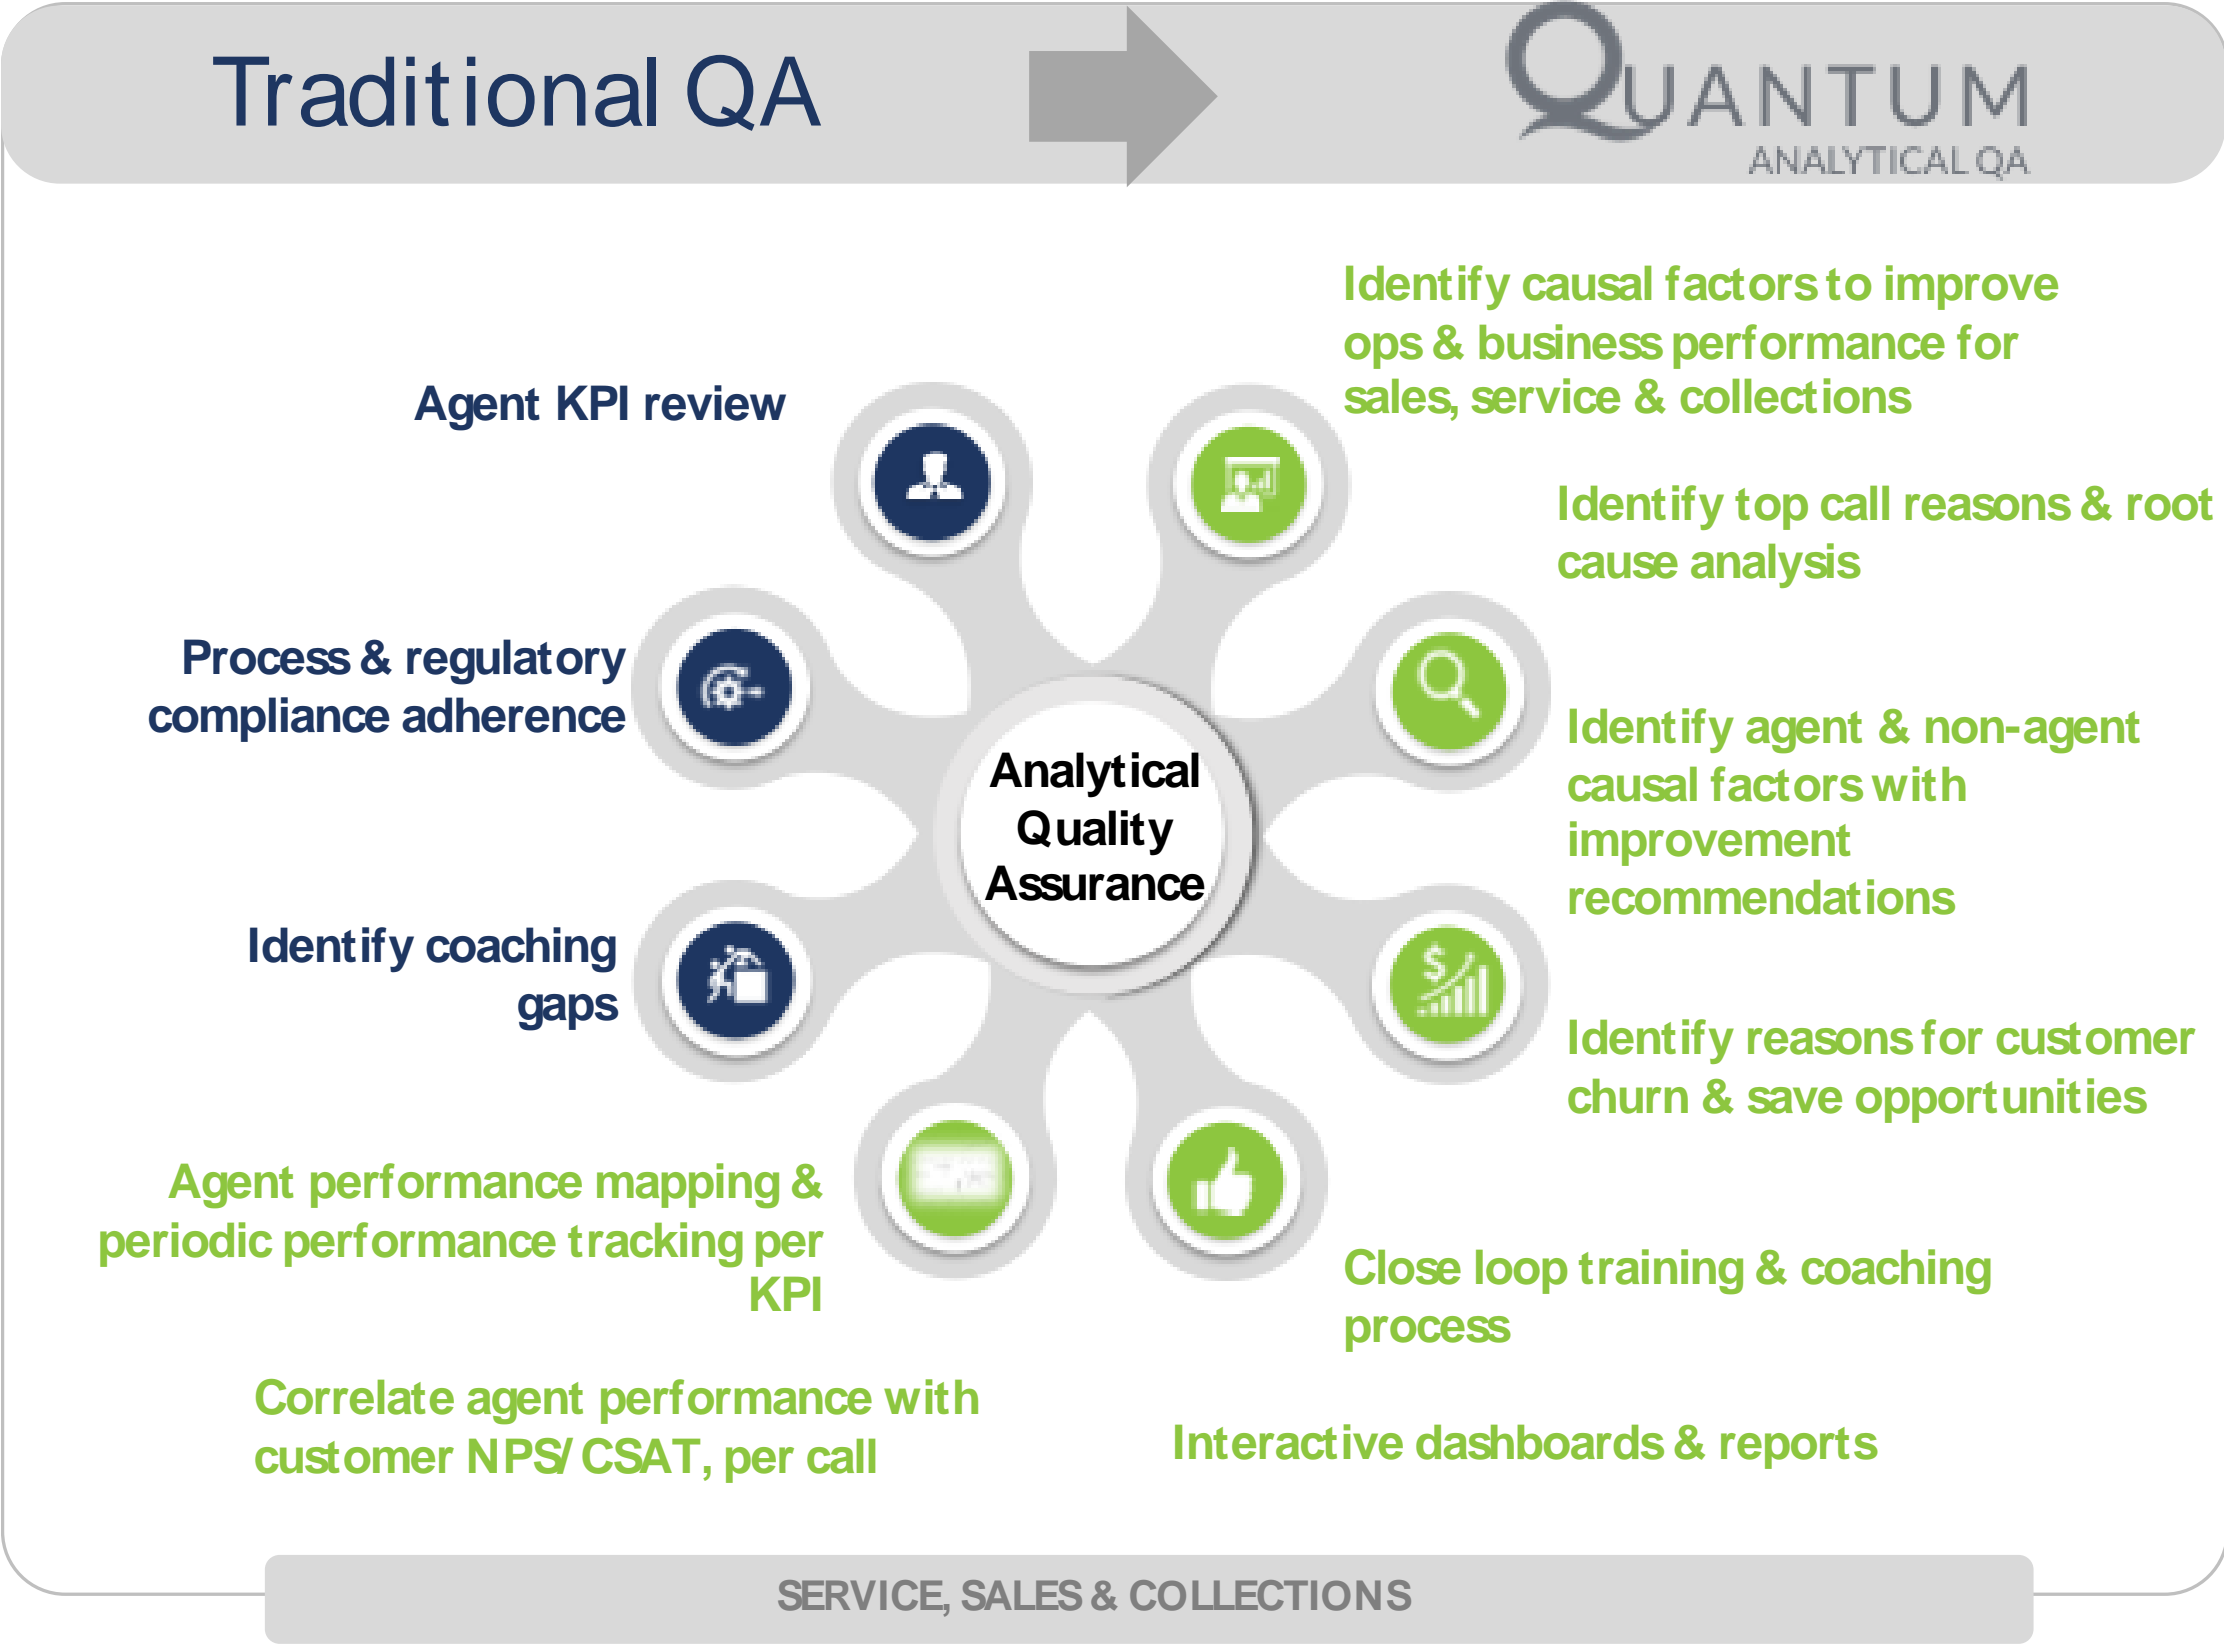 Traditional QA
QUANTUM
ANALYTICAL QA
Agent KPI review
Process & regulatory
compliance adherence
Identify coaching
gaps
Agent performance mapping &
periodic performance tracking per
KPI
Correlate agent performance with
customer NPS/CSAT, per call
Analytical
Quality
Assurance
Identify causal factors to improve
ops & business performance for
sales, service & collections
Identify top call reasons & root
cause analysis
Identify agent & non-agent
causal factors with
improvement
recommendations
$
Identify reasons for customer
churn & save opportunities
Close loop training & coaching
process
Interactive dashboards & reports
SERVICE, SALES & COLLECTIONS